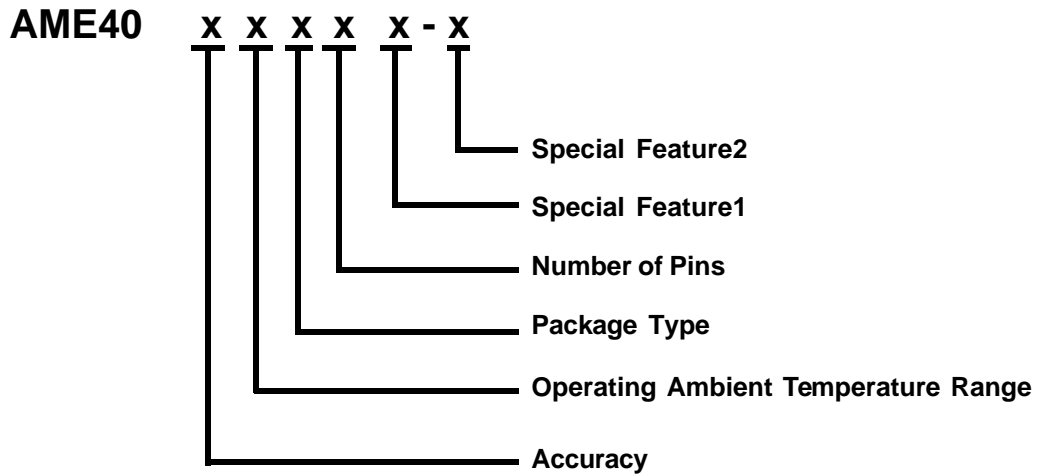 AME40 x x x x x - x
Special Feature2
Special Feature1
Number of Pins
Package Type
Operating Ambient Temperature Range
Accuracy